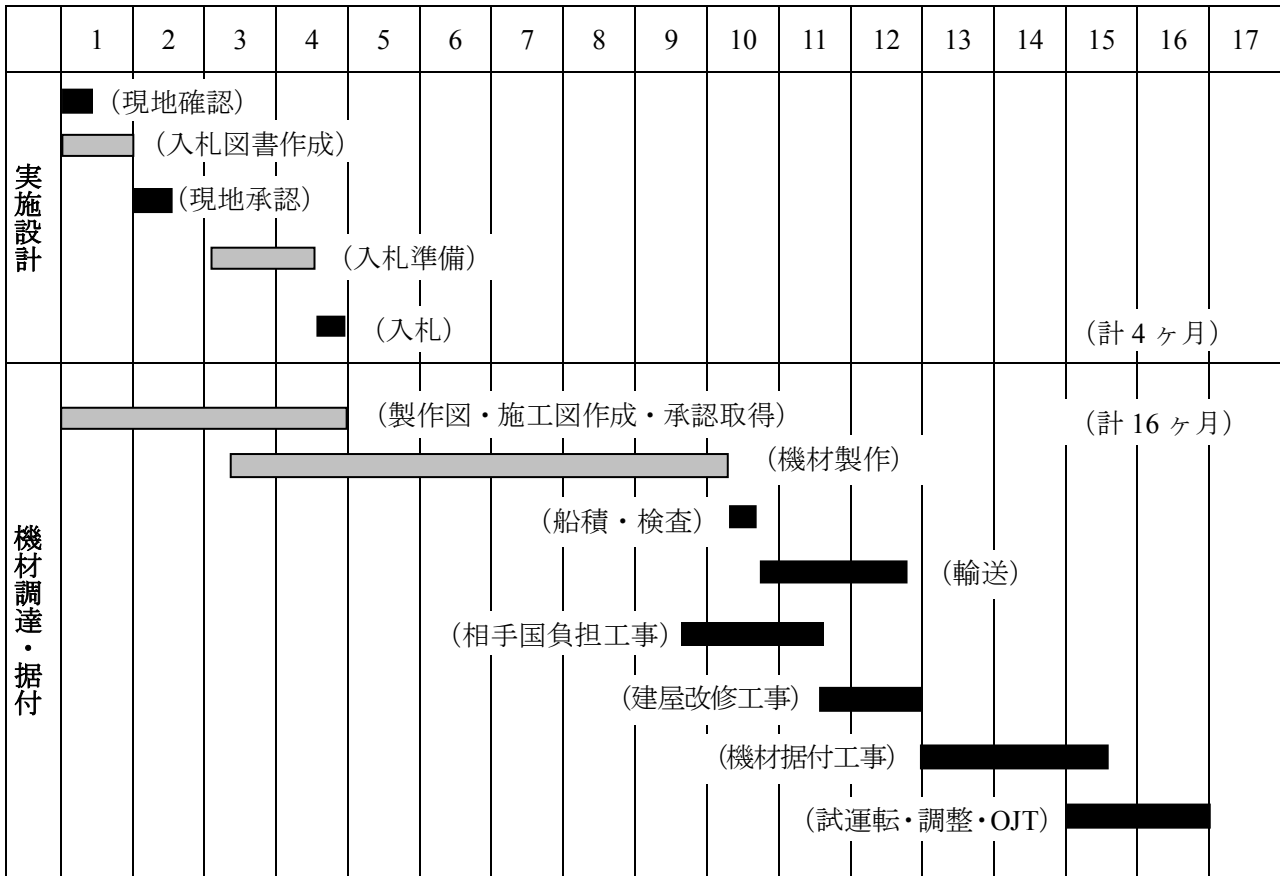 1 2 3 4 5 6 7 8 9 10 11 12 13 14 15 16 17
実施設計
(現地確認)
(入札図書作成)
(現地承認)
(入札準備)
(入札)
(計 4 ヶ月)
機材調達・据付
(製作図・施工図作成・承認取得)
(計 16 ヶ月)
(機材製作)
(船積・検査)
(輸送)
(相手国負担工事)
(建屋改修工事)
(機材据付工事)
(試運転・調整・OJT)